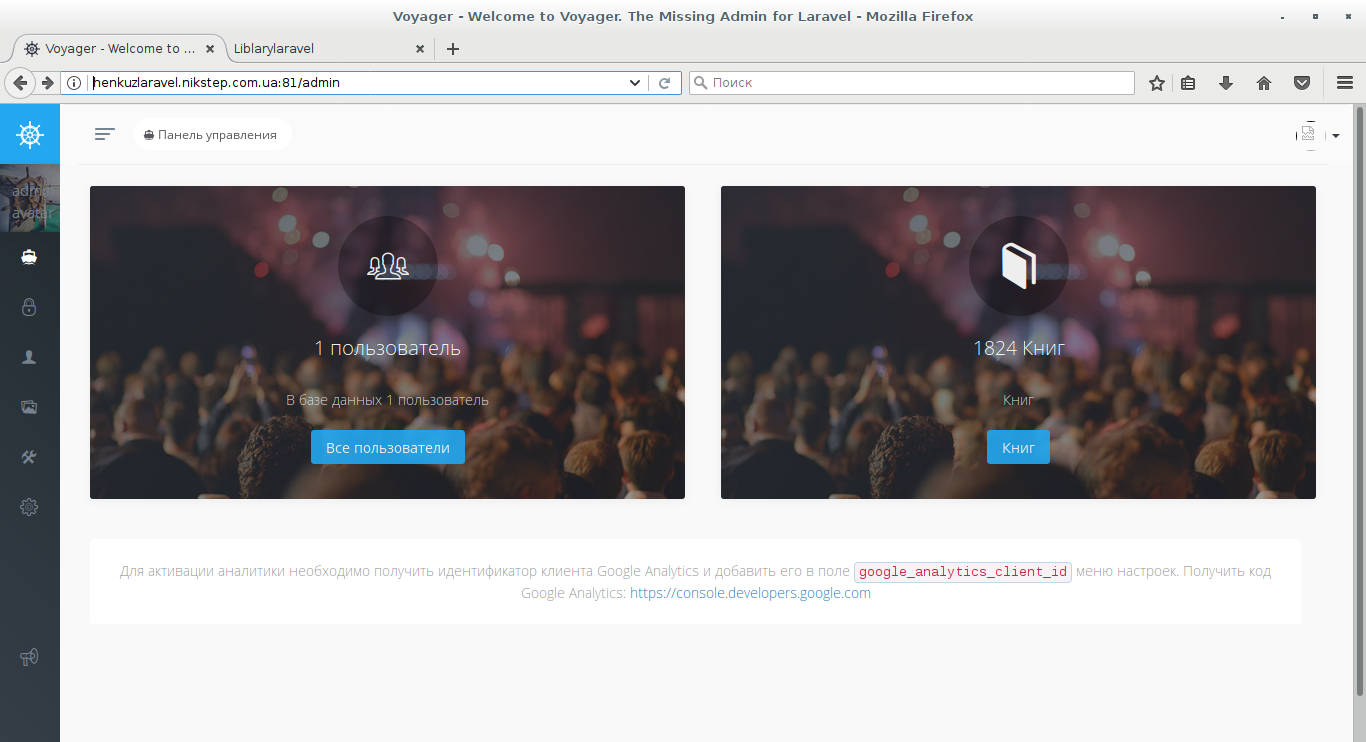 Voyager - Welcome to Voyager. The Missing Admin for Laravel - Mozilla Firefox
Voyager - Welcome to ...
Liblarylaravel
henkuzlaravel.nikstep.com.ua:81/admin
Поиск
Панель управления
admin
avatar
1 пользователь
В базе данных 1 пользователь
Все пользователи
1824 Книг
Книг
Книг
Для активации аналитики необходимо получить идентификатор клиента Google Analytics и добавить его в поле google_analytics_client_id меню настроек. Получить код
Google Analytics: https://console.developers.google.com